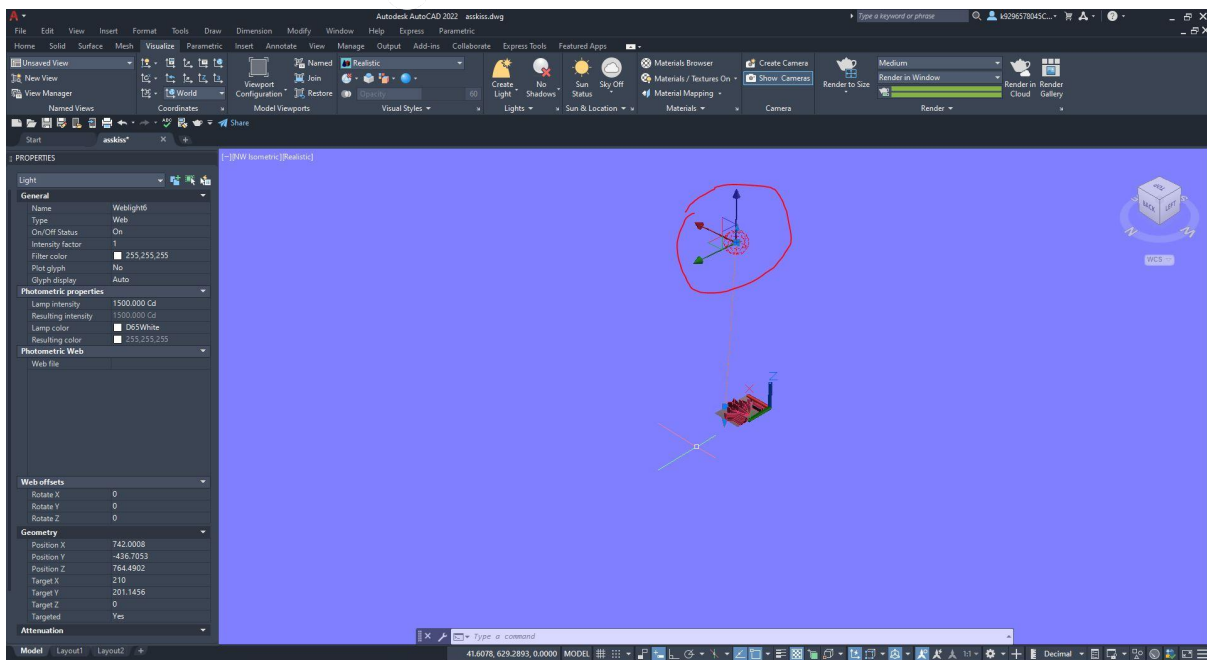 Autodesk AutoCAD 2022 asskiss.dwg
Type a keyword or phrase
k9296578045C...
File Edit View Insert Format Tools Draw Dimension Modify Window Help Express Parametric
Home Solid Surface Mesh Visualize Parametric Insert Annotate View Manage Output Add-ins Collaborate Express Tools Featured Apps
Unsaved View
New View
View Manager
Named Views
World
Coordinates
Viewport Configuration
Named
Join
Restore
Model Viewports
Realistic
Opacity 60
Visual Styles
Create Light
No Shadows
Lights
Sun Status
Sky Off
Sun & Location
Materials Browser
Materials / Textures On
Material Mapping
Materials
Create Camera
Show Cameras
Camera
Render to Size
Medium
Render in Window
Render in Cloud
Render Gallery
Render
Share
Start asskiss*
PROPERTIES
Light
General
Name Weblight6
Type Web
On/Off Status On
Intensity factor 1
Filter color 255,255,255
Plot glyph No
Glyph display Auto
Photometric properties
Lamp intensity 1500.000 Cd
Resulting intensity 1500.000 Cd
Lamp color D65White
Resulting color 255,255,255
Photometric Web
Web file
Web offsets
Rotate X 0
Rotate Y 0
Rotate Z 0
Geometry
Position X 742.0008
Position Y -436.7053
Position Z 764.4902
Target X 210
Target Y 201.1456
Target Z 0
Targeted Yes
Attenuation
[-][NW Isometric][Realistic]
TOP
BACK
LEFT
N
WCS
X
Z
Type a command
Model Layout1 Layout2 +
41.6078, 629.2893, 0.0000 MODEL 1:1 Decimal